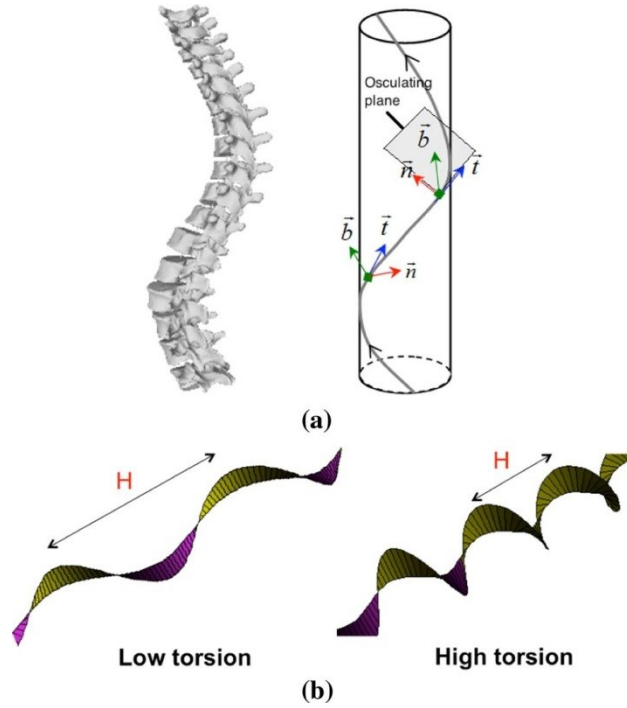 Osculating
plane
b
n
t
b
t
n
(a)
H
H
Low torsion
High torsion
(b)